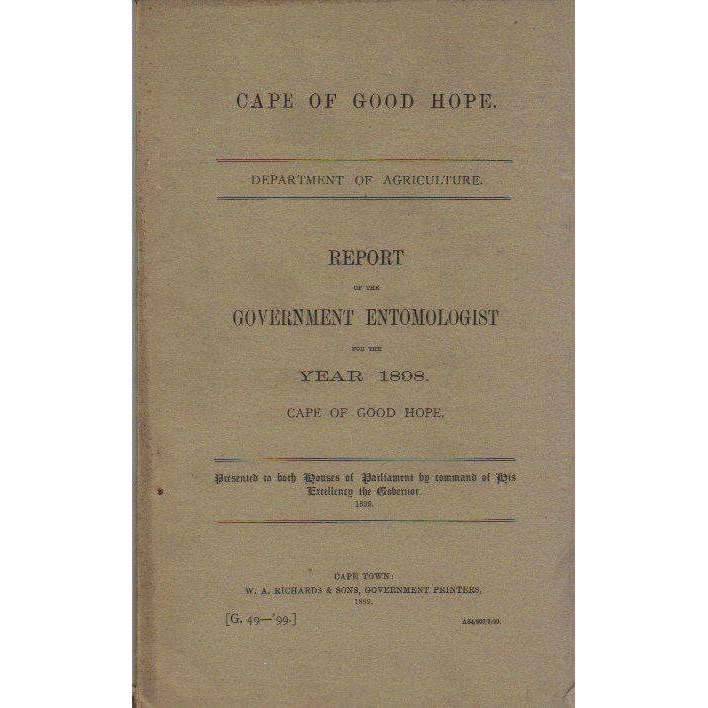 CAPE OF GOOD HOPE.
DEPARTMENT OF AGRICULTURE.
REPORT
OF THE
GOVERNMENT ENTOMOLOGIST
FOR THE
YEAR 1898.
CAPE OF GOOD HOPE.
Presented to both Houses of Parliament by command of His
Excellency the Governor.
1899.
CAPE TOWN:
W. A. RICHARDS & SONS, GOVERNMENT PRINTERS,
1899.
[G. 49—'99.]